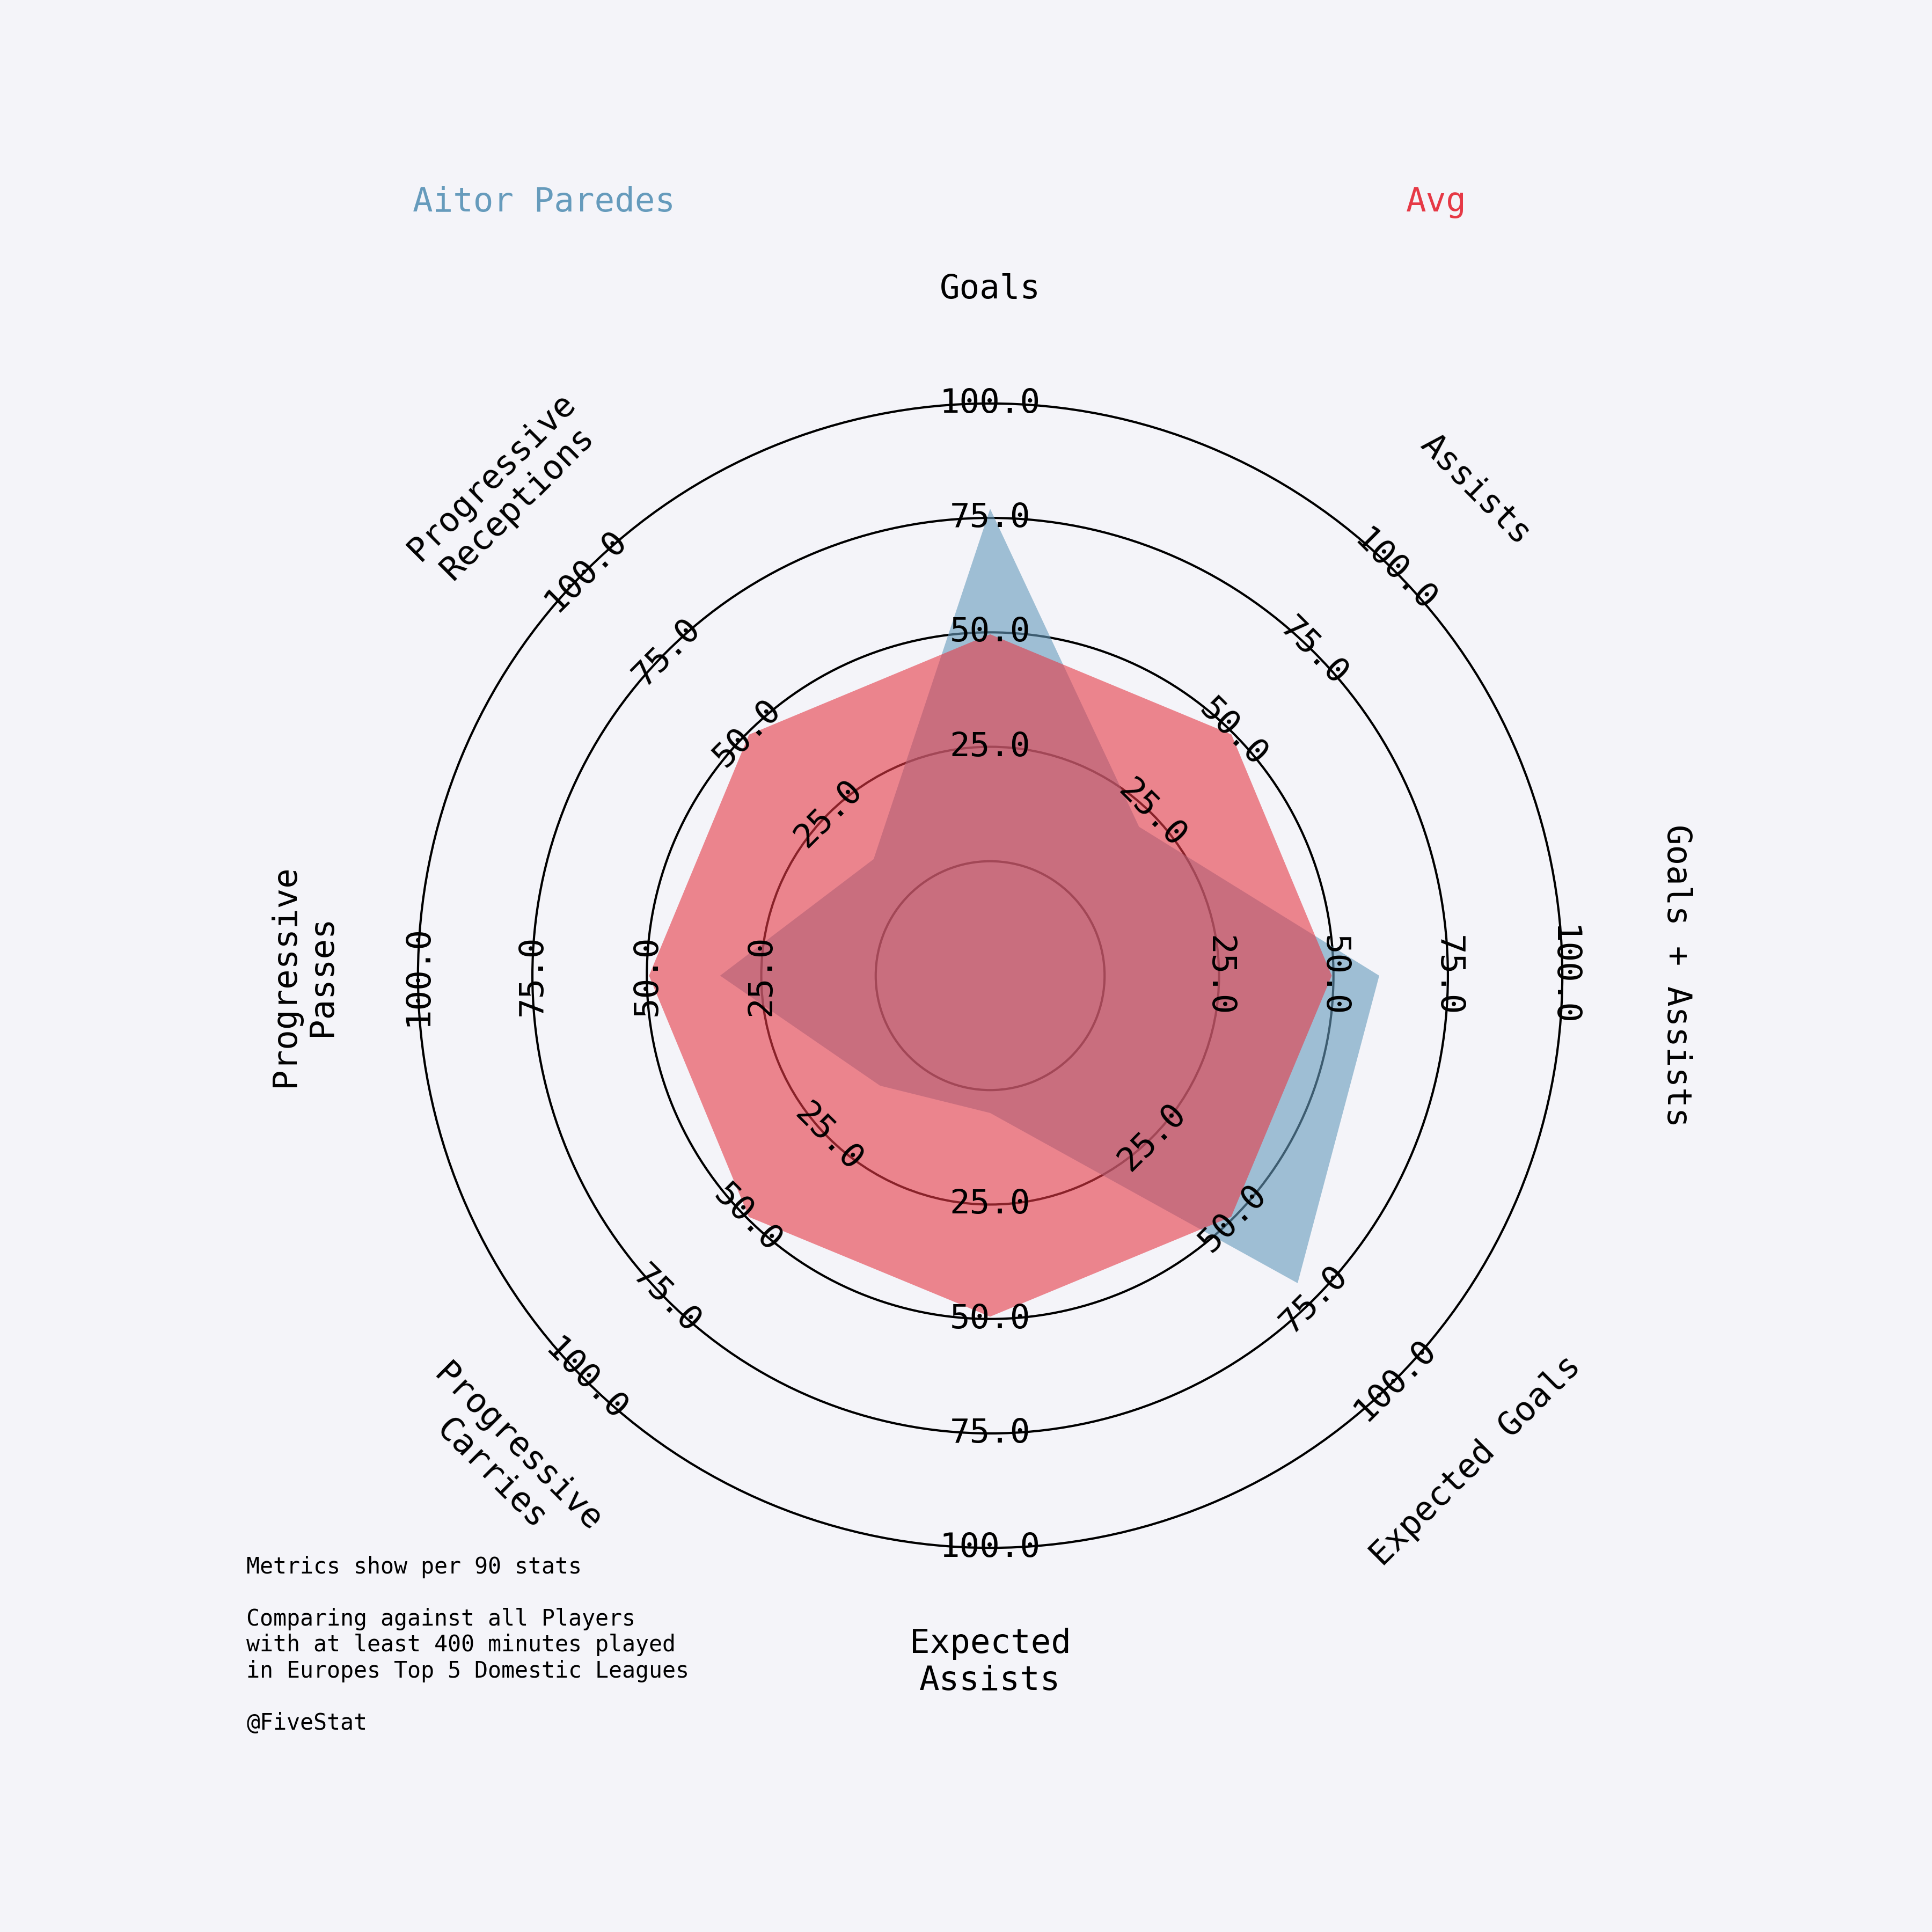 Aitor Paredes
Avg
Goals
Assists
Goals + Assists
Expected Goals
Expected
Assists
Progressive
Carries
Progressive
Passes
Progressive
Receptions
25.0
50.0
75.0
100.0
25.0
50.0
75.0
100.0
25.0
50.0
75.0
100.0
25.0
50.0
75.0
100.0
25.0
50.0
75.0
100.0
25.0
50.0
75.0
100.0
25.0
50.0
75.0
100.0
25.0
50.0
75.0
100.0
Metrics show per 90 stats
Comparing against all Players
with at least 400 minutes played
in Europes Top 5 Domestic Leagues
@FiveStat